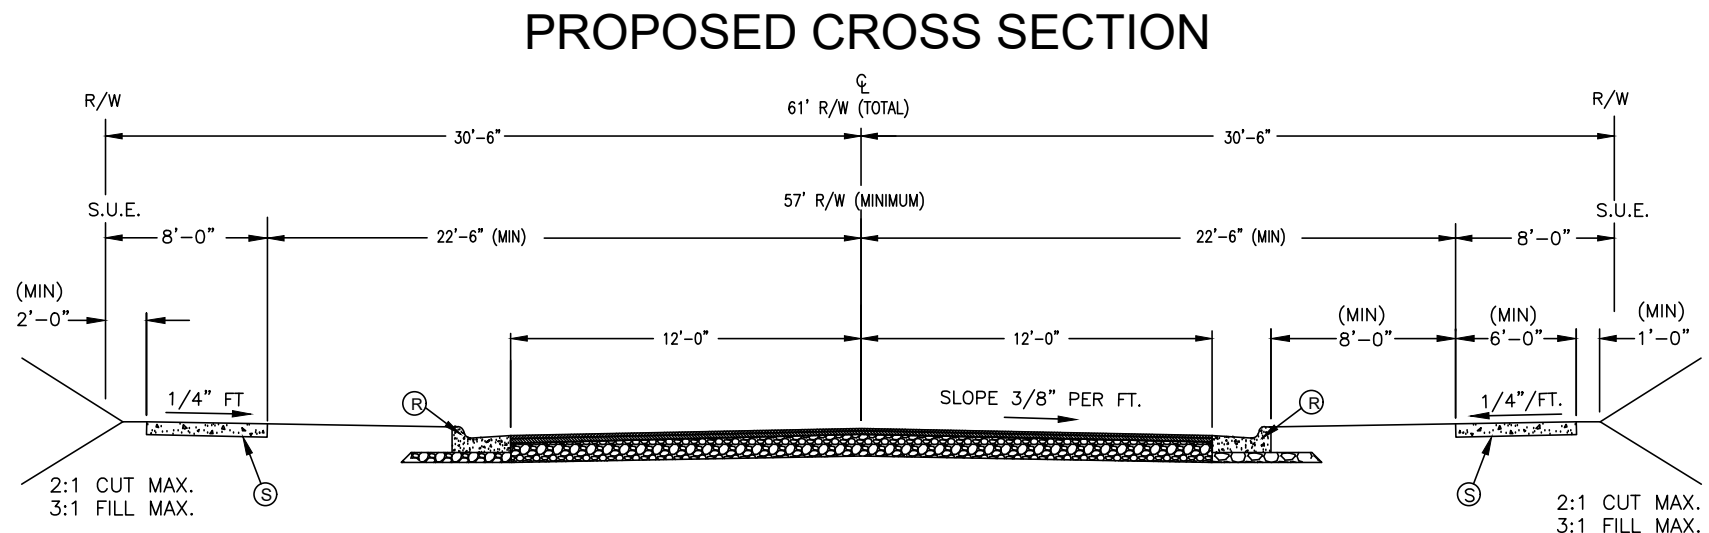 PROPOSED CROSS SECTION
℄
R/W
61' R/W (TOTAL)
R/W
30'-6"
30'-6"
57' R/W (MINIMUM)
S.U.E.
S.U.E.
8'-0"
22'-6" (MIN)
22'-6" (MIN)
8'-0"
(MIN)
2'-0"
(MIN)
8'-0"
(MIN)
6'-0"
(MIN)
1'-0"
12'-0"
12'-0"
1/4" FT
R
SLOPE 3/8" PER FT.
R
1/4"/FT.
2:1 CUT MAX.
3:1 FILL MAX.
S
S
2:1 CUT MAX.
3:1 FILL MAX.